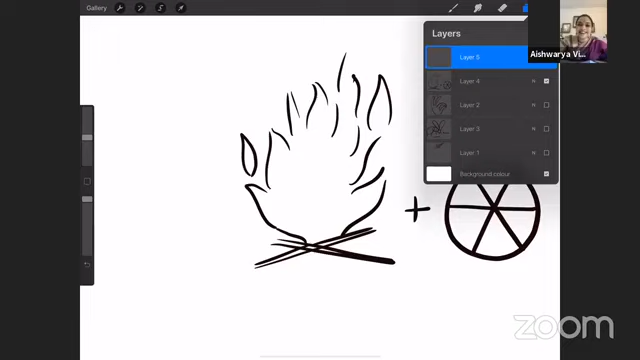 Gallery
Layers
Layer 5
Layer 4 N
Layer 2 N
Layer 3 N
Layer 1 N
Background colour
Aishwarya Vi...
+
zoom